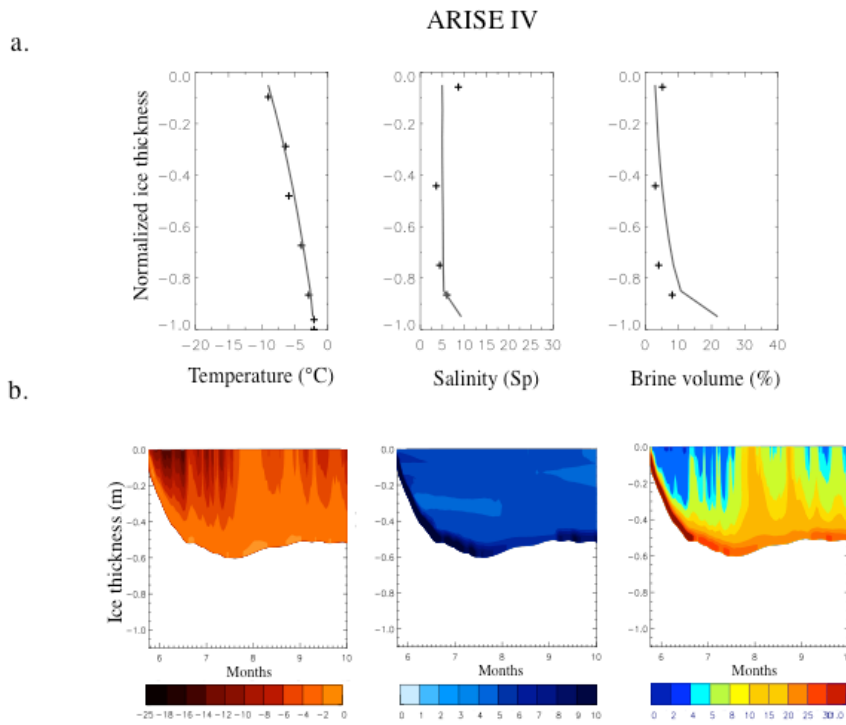 ARISE IV
a.
Normalized ice thickness
0.0 0.0 0.0
−0.2 −0.2 −0.2
−0.4 −0.4 −0.4
−0.6 −0.6 −0.6
−0.8 −0.8 −0.8
−1.0 −1.0 −1.0
−20 −15 −10 −5 0 0 5 10 15 20 25 30 0 10 20 30 40
Temperature (°C) Salinity (Sp) Brine volume (%)
b.
Ice thickness (m)
0.0 0.0 0.0
−0.2 −0.2 −0.2
−0.4 −0.4 −0.4
−0.6 −0.6 −0.6
−0.8 −0.8 −0.8
−1.0 −1.0 −1.0
6 7 8 9 10 6 7 8 9 10 6 7 8 9 10
Months Months Months
−25 −18 −16 −14 −12 −10 −8 −6 −4 −2 0 0 1 2 3 4 5 6 7 8 9 10 0 2 4 6 8 10 15 20 25